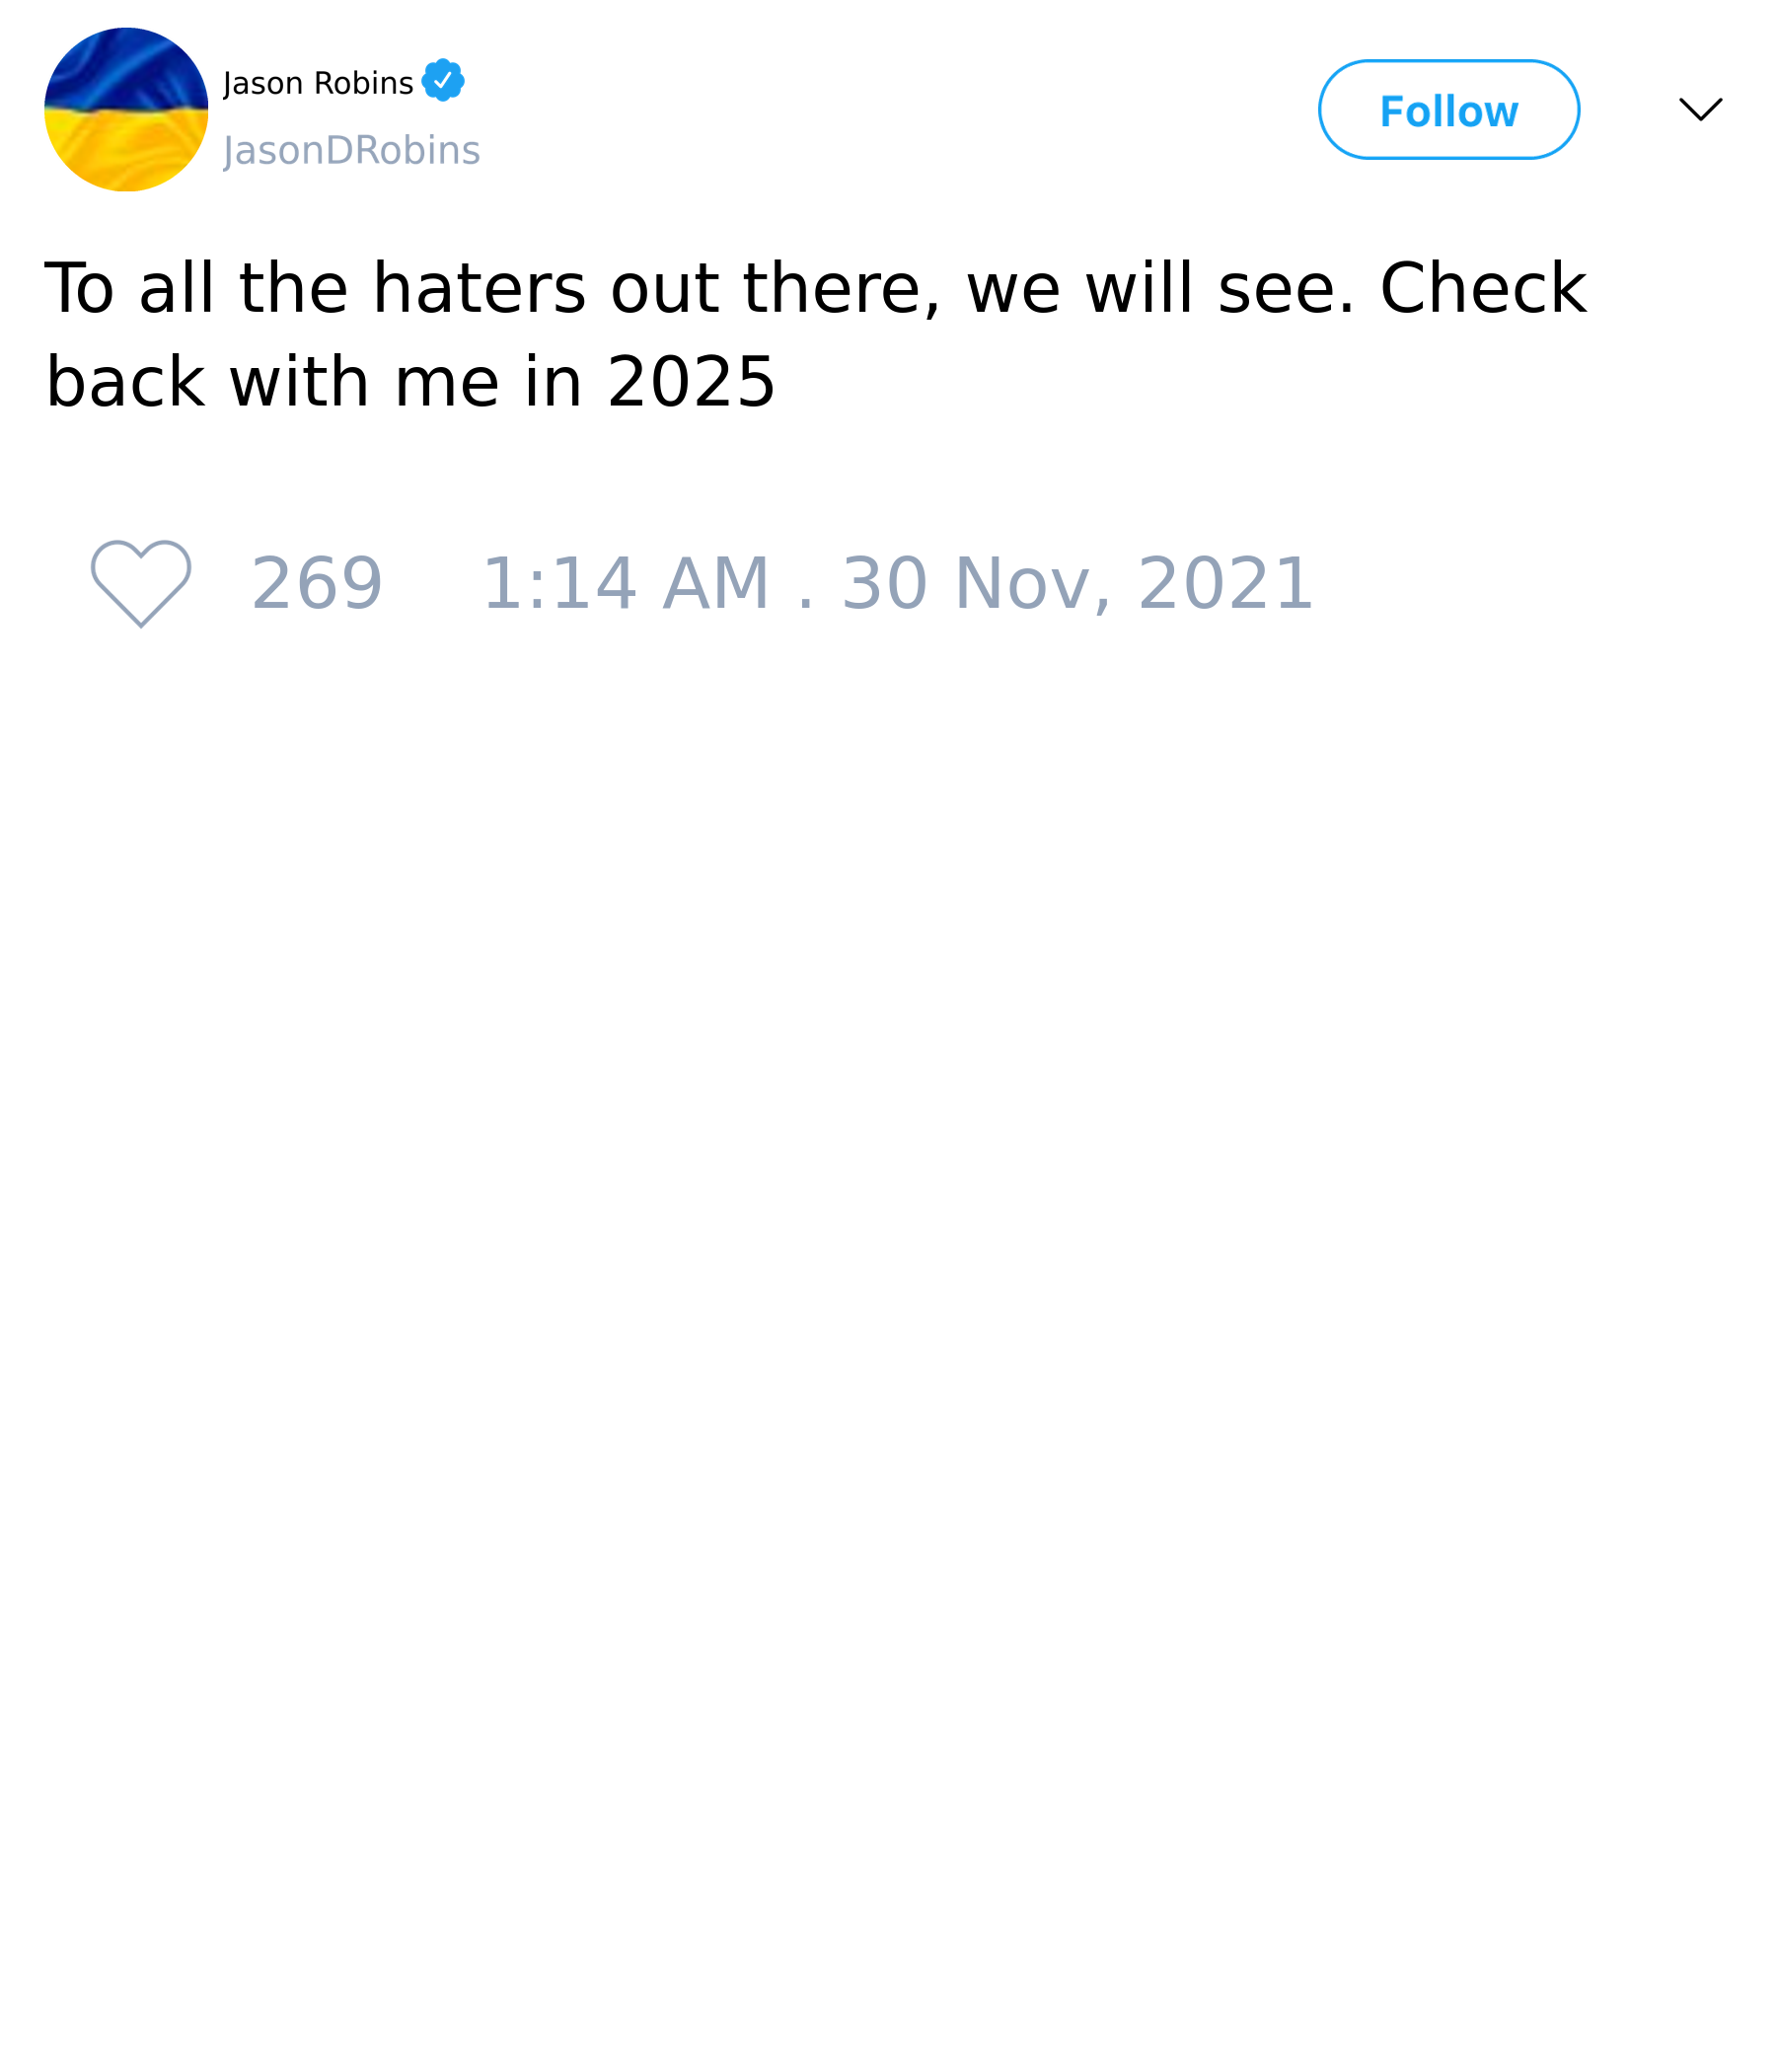 Jason Robins
JasonDRobins
Follow
To all the haters out there, we will see. Check
back with me in 2025
269 1:14 AM . 30 Nov, 2021